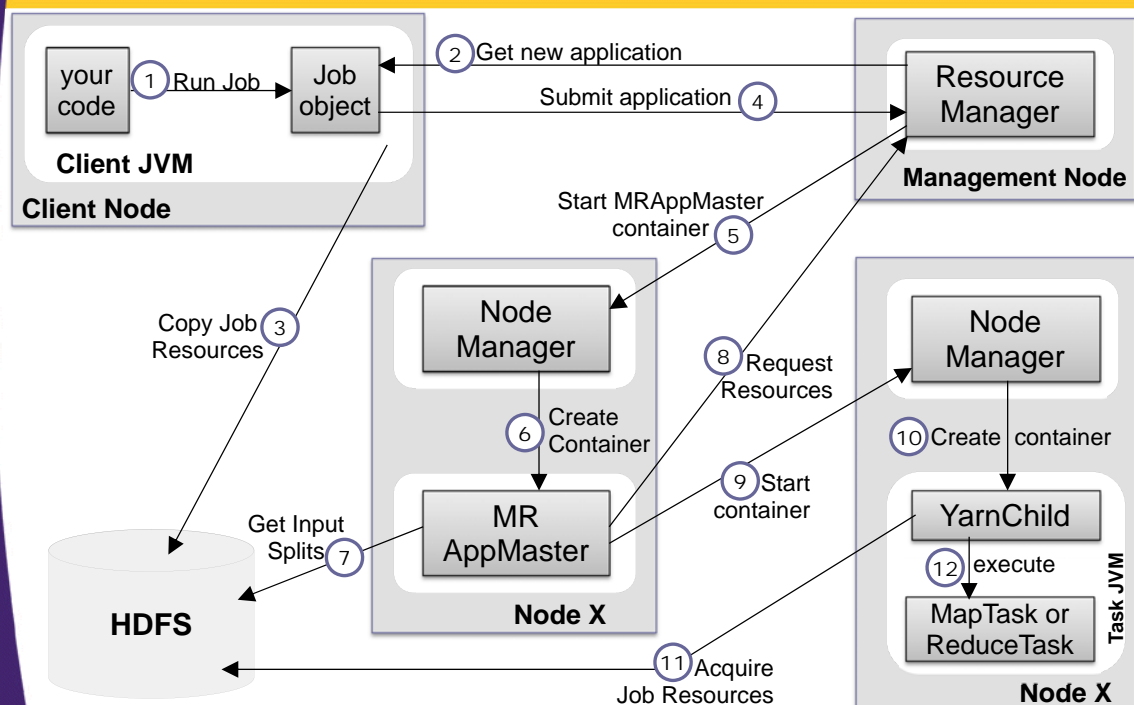 your
code
1
Run Job
Job
object
Client JVM
Client Node
2
Get new application
Submit application
4
Resource
Manager
Management Node
Start MRAppMaster
container
5
Copy Job
3
Resources
Node
Manager
6
Create
Container
MR
AppMaster
Node X
8
Request
Resources
9
Start
container
Get Input
Splits
7
HDFS
Node
Manager
10
Create container
YarnChild
12
execute
MapTask or
ReduceTask
Task JVM
Node X
11
Acquire
Job Resources